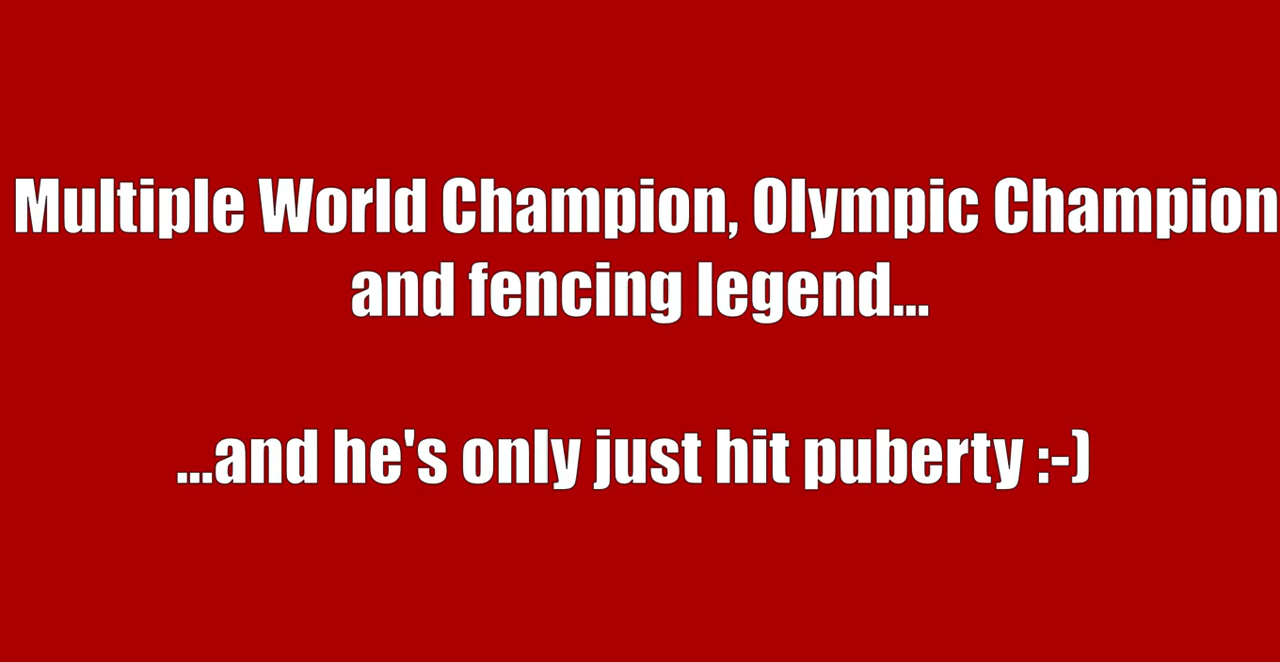 Multiple World Champion, Olympic Champion
and fencing legend...
...and he's only just hit puberty :-)